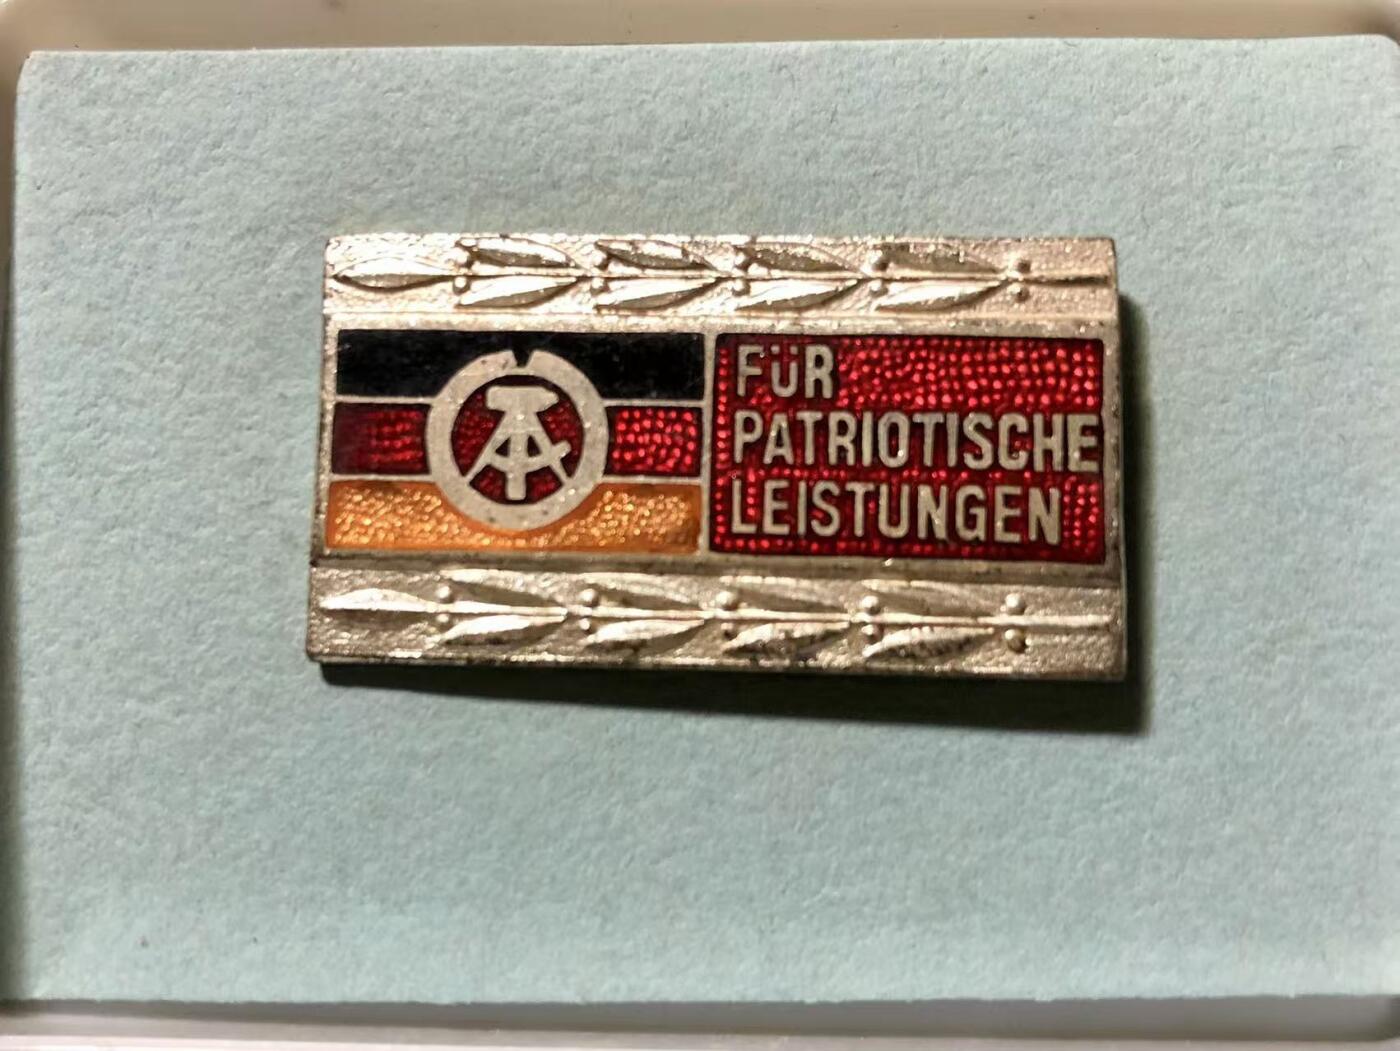 FÜR
PATRIOTISCHE
LEISTUNGEN